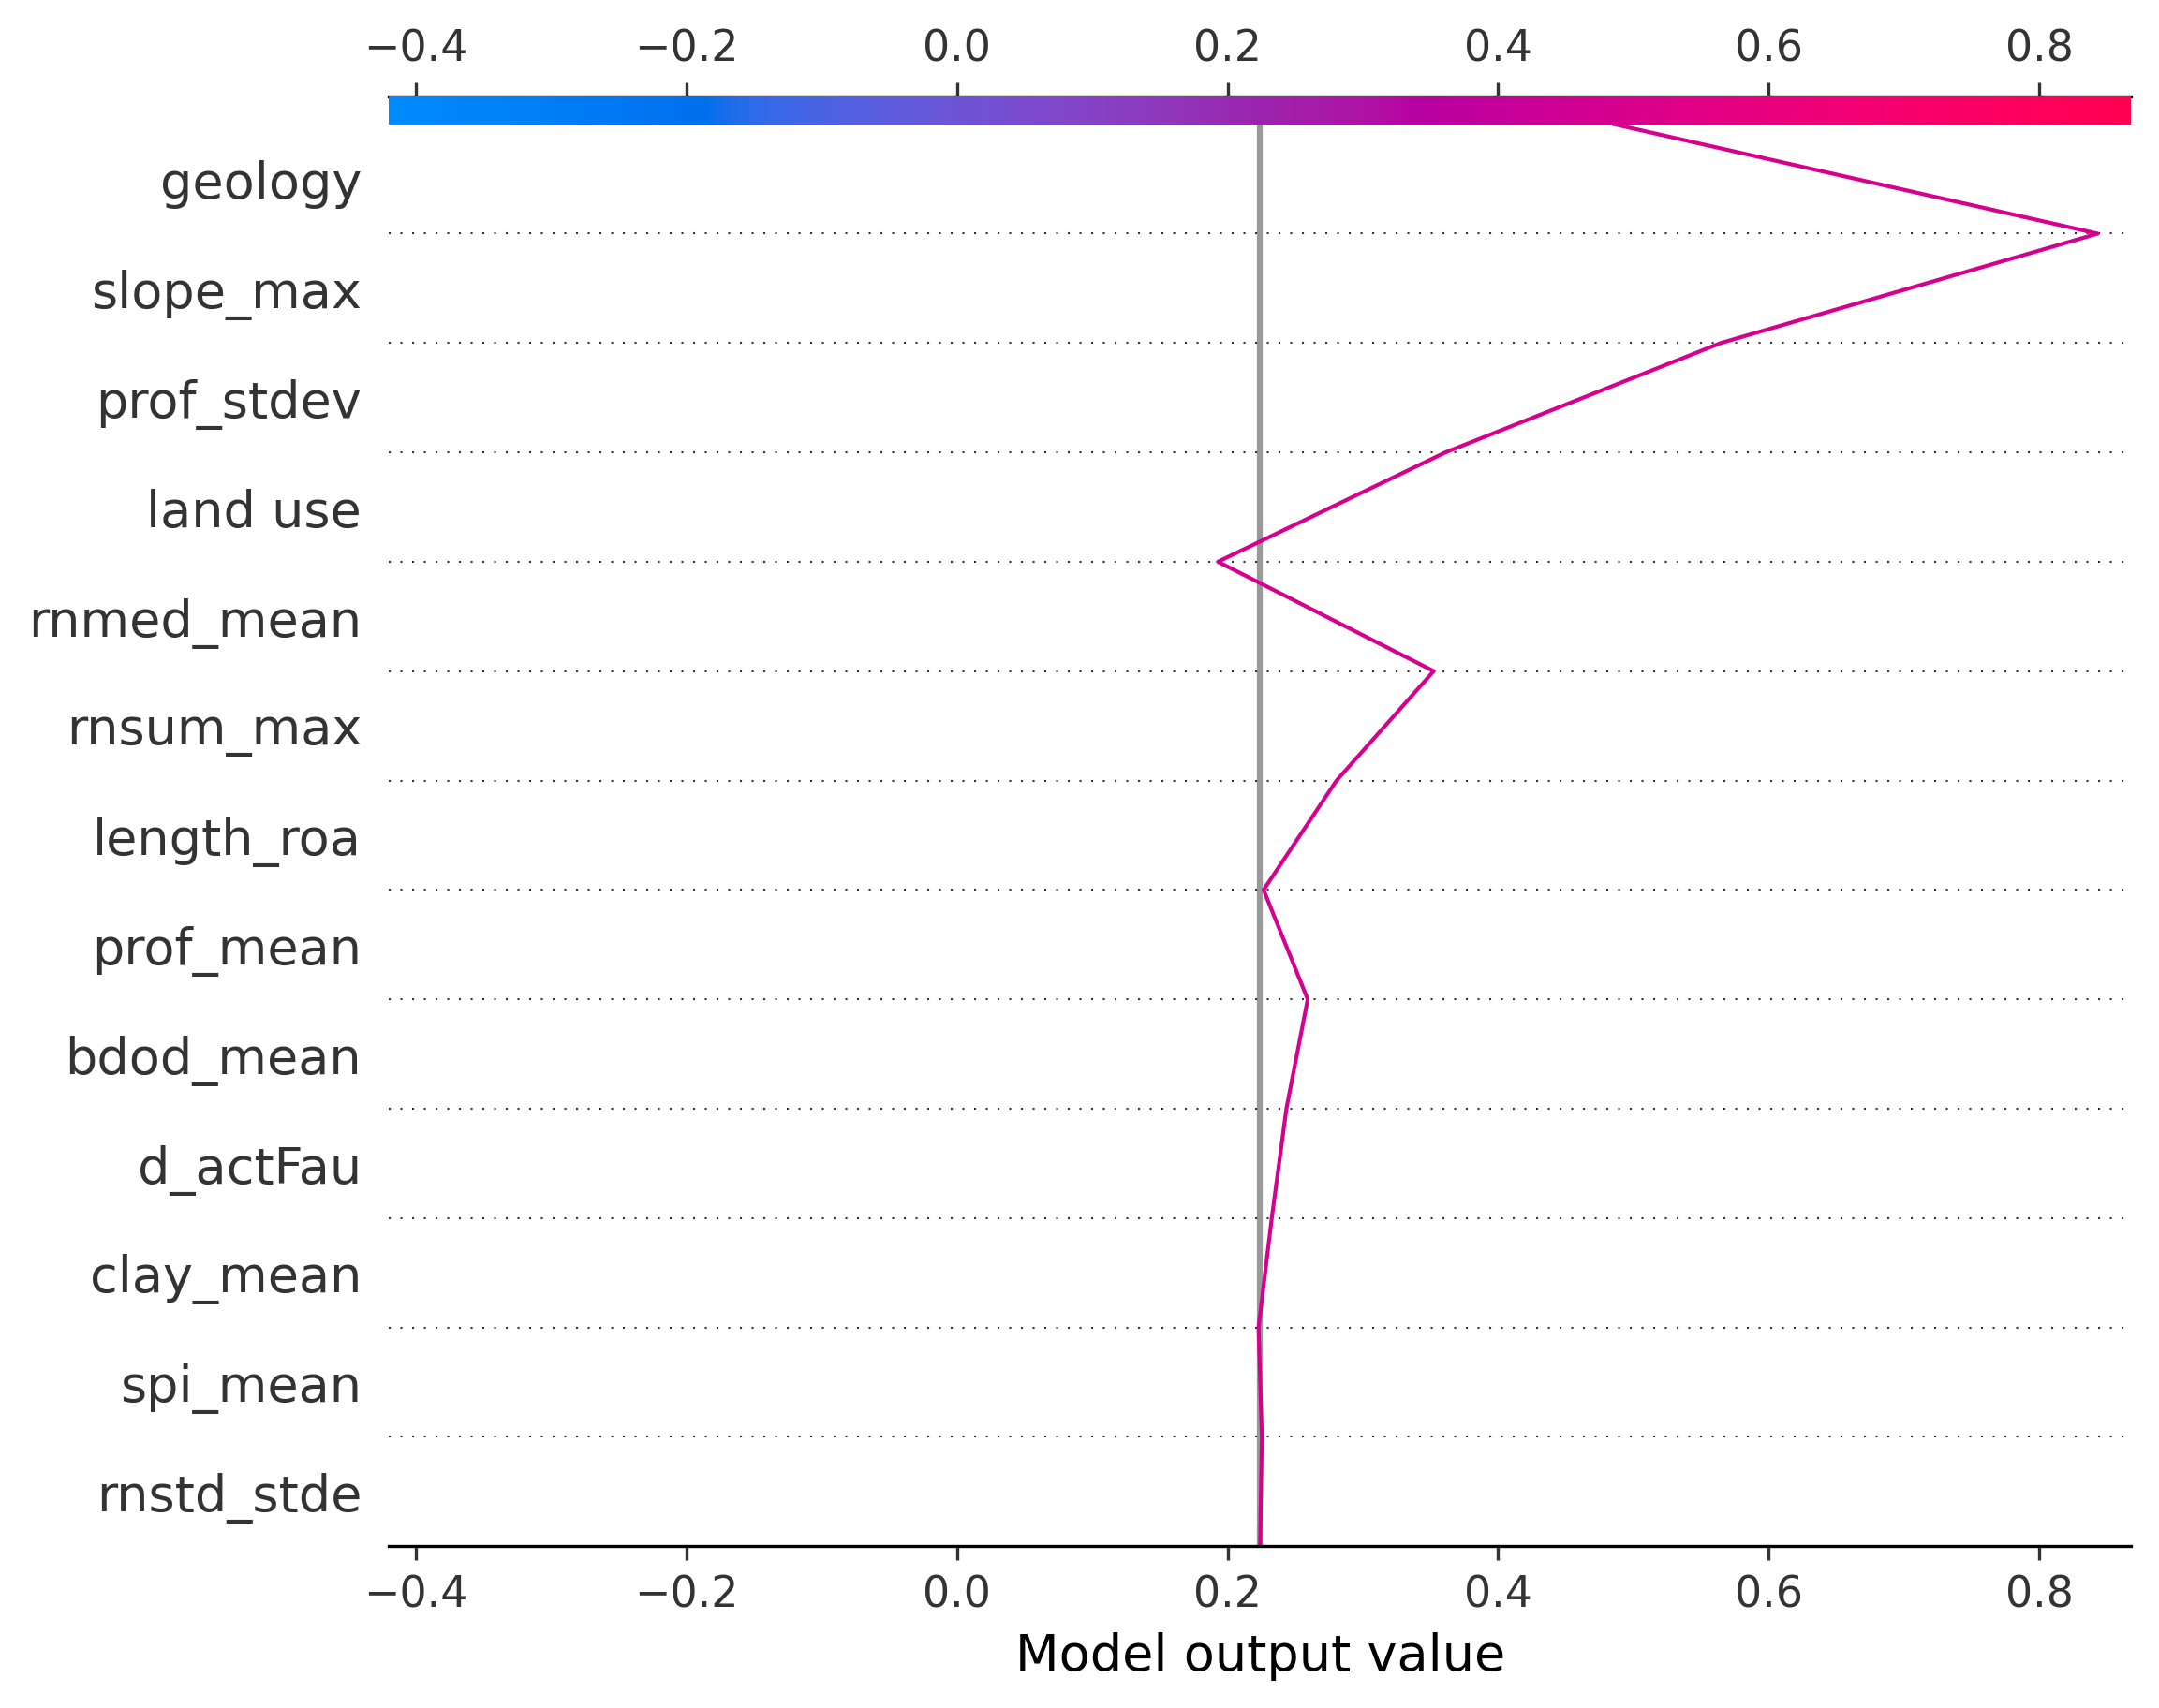 −0.4 −0.2 0.0 0.2 0.4 0.6 0.8
geology
slope_max
prof_stdev
land use
rnmed_mean
rnsum_max
length_roa
prof_mean
bdod_mean
d_actFau
clay_mean
spi_mean
rnstd_stde
−0.4 −0.2 0.0 0.2 0.4 0.6 0.8
Model output value